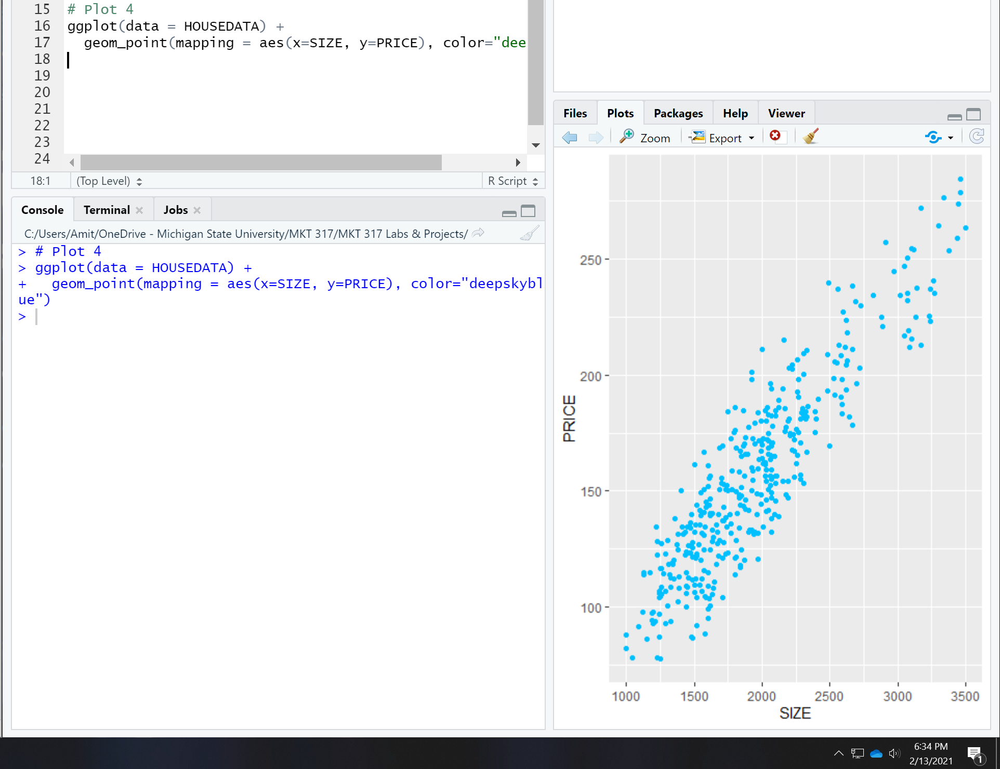 15 # Plot 4
16 ggplot(data = HOUSEDATA) +
17   geom_point(mapping = aes(x=SIZE, y=PRICE), color="dee
18
19
20
21
22
23
24
18:1 (Top Level) R Script
Console Terminal Jobs
C:/Users/Amit/OneDrive - Michigan State University/MKT 317/MKT 317 Labs & Projects/
> # Plot 4
> ggplot(data = HOUSEDATA) +
+   geom_point(mapping = aes(x=SIZE, y=PRICE), color="deepskybl
ue")
>
Files Plots Packages Help Viewer
Zoom Export
250
200
150
100
PRICE
1000 1500 2000 2500 3000 3500
SIZE
6:34 PM
2/13/2021
1